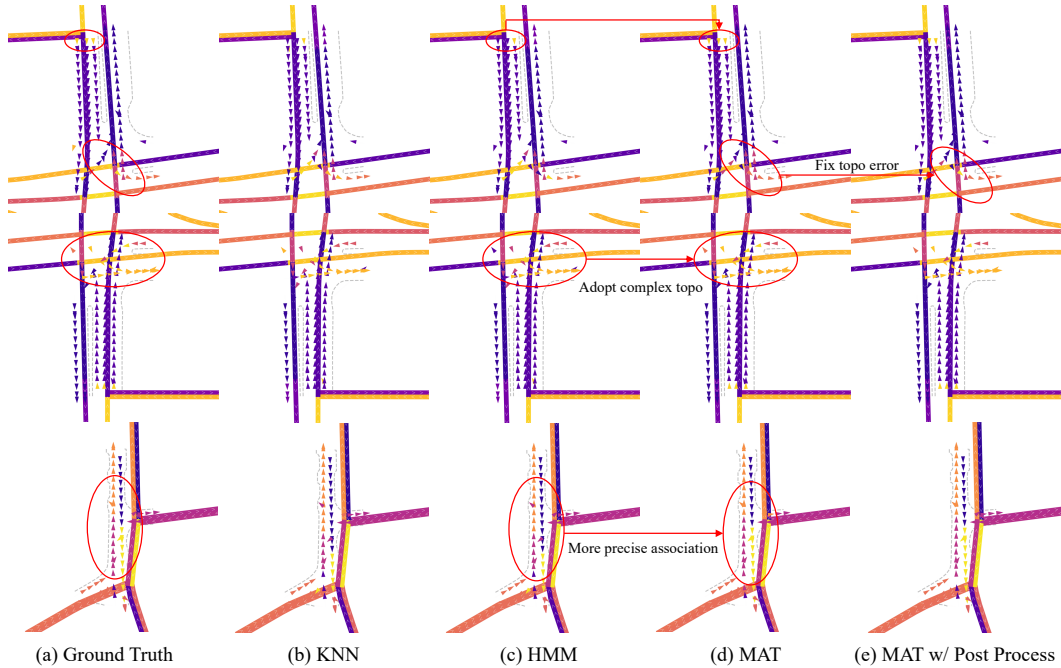 Fix topo error
Adopt complex topo
More precise association
(a) Ground Truth
(b) KNN
(c) HMM
(d) MAT
(e) MAT w/ Post Process